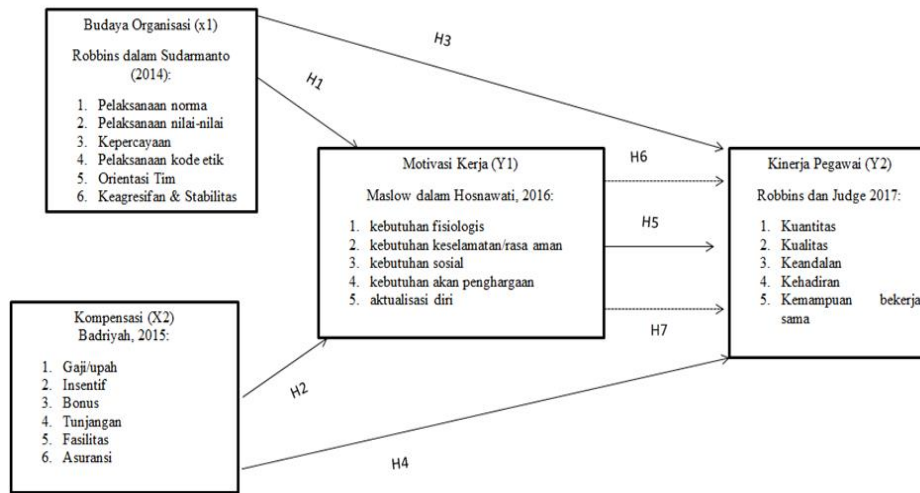 Budaya Organisasi (x1)
Robbins dalam Sudarmanto
(2014):
1. Pelaksanaan norma
2. Pelaksanaan nilai-nilai
3. Kepercayaan
4. Pelaksanaan kode etik
5. Orientasi Tim
6. Keagresifan & Stabilitas
H3
H1
Motivasi Kerja (Y1)
Maslow dalam Hosnawati, 2016:
1. kebutuhan fisiologis
2. kebutuhan keselamatan/rasa aman
3. kebutuhan sosial
4. kebutuhan akan penghargaan
5. aktualisasi diri
H6
H5
H7
Kinerja Pegawai (Y2)
Robbins dan Judge 2017:
1. Kuantitas
2. Kualitas
3. Keandalan
4. Kehadiran
5. Kemampuan bekerja
sama
Kompensasi (X2)
Badriyah, 2015:
1. Gaji/upah
2. Insentif
3. Bonus
4. Tunjangan
5. Fasilitas
6. Asuransi
H2
H4